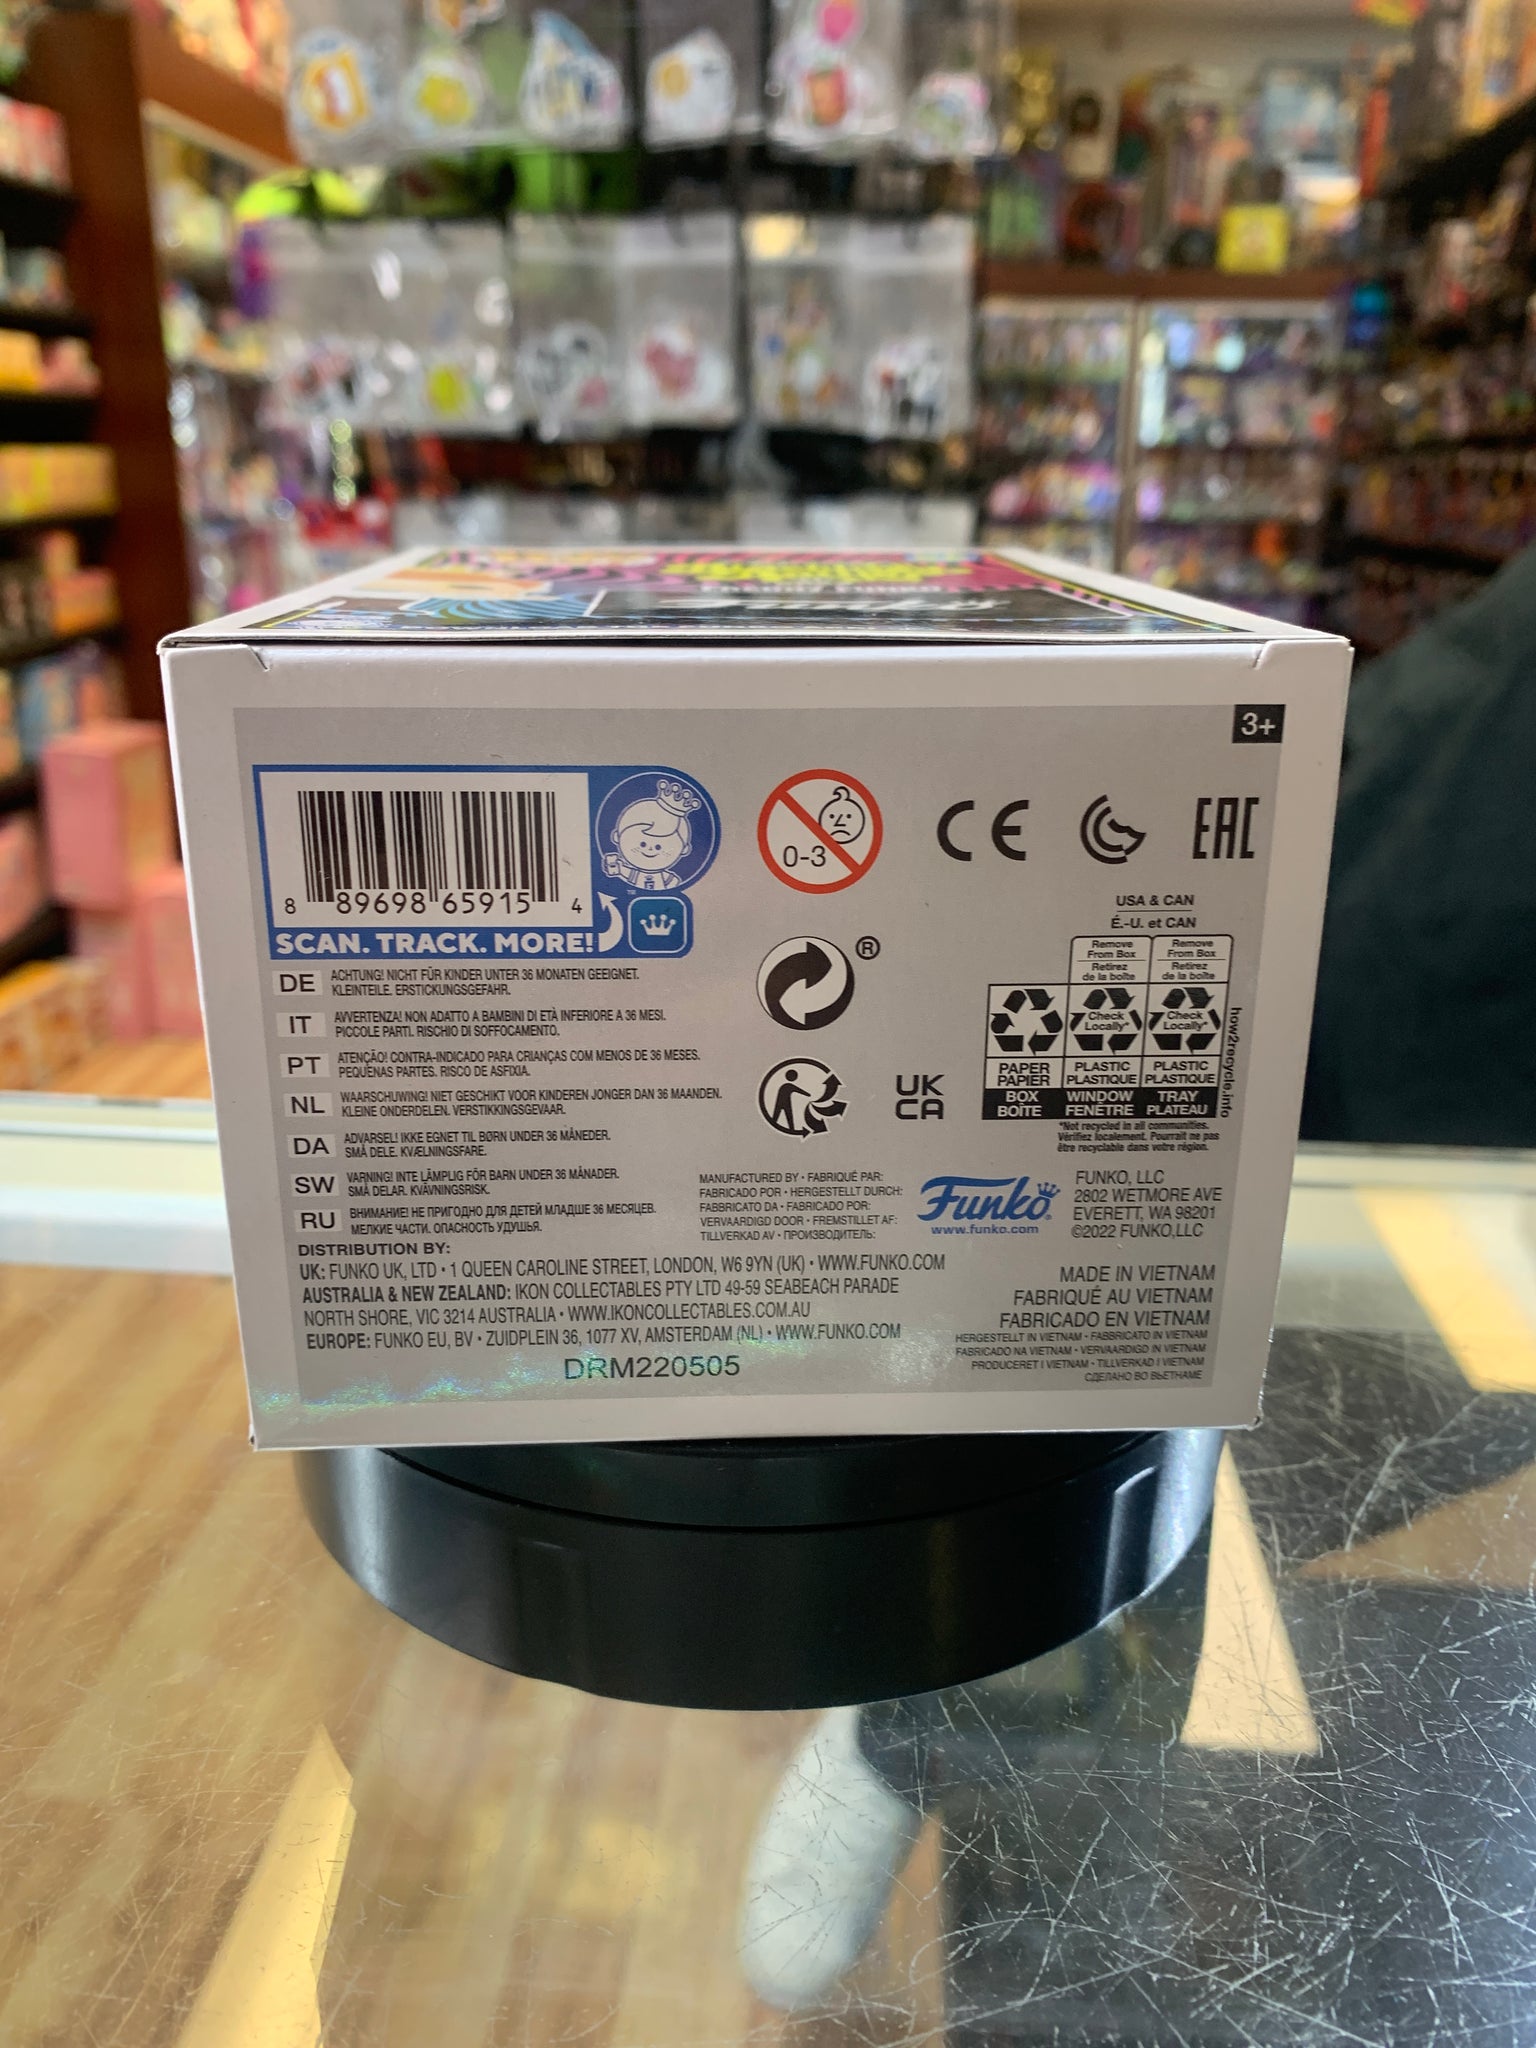 3+
8 89698 65915 4
SCAN. TRACK. MORE!
™
0-3
CE
EAC
®
UK
CA
USA & CAN
É.-U. et CAN
Remove From Box
Retirez de la boîte
Remove From Box
Retirez de la boîte
Check Locally*
Check Locally*
PAPER PAPIER
PLASTIC PLASTIQUE
PLASTIC PLASTIQUE
BOX BOÎTE
WINDOW FENÊTRE
TRAY PLATEAU
how2recycle.info
*Not recycled in all communities.
Vérifiez localement. Pourrait ne pas
être recyclable dans votre région.
DE ACHTUNG! NICHT FÜR KINDER UNTER 36 MONATEN GEEIGNET.
KLEINTEILE. ERSTICKUNGSGEFAHR.
IT AVVERTENZA! NON ADATTO A BAMBINI DI ETÀ INFERIORE A 36 MESI.
PICCOLE PARTI. RISCHIO DI SOFFOCAMENTO.
PT ATENÇÃO! CONTRA-INDICADO PARA CRIANÇAS COM MENOS DE 36 MESES.
PEQUENAS PARTES. RISCO DE ASFIXIA.
NL WAARSCHUWING! NIET GESCHIKT VOOR KINDEREN JONGER DAN 36 MAANDEN.
KLEINE ONDERDELEN. VERSTIKKINGSGEVAAR.
DA ADVARSEL! IKKE EGNET TIL BØRN UNDER 36 MÅNEDER.
SMÅ DELE. KVÆLNINGSFARE.
SW VARNING! INTE LÄMPLIG FÖR BARN UNDER 36 MÅNADER.
SMÅ DELAR. KVÄVNINGSRISK.
RU ВНИМАНИЕ! НЕ ПРИГОДНО ДЛЯ ДЕТЕЙ МЛАДШЕ 36 МЕСЯЦЕВ.
МЕЛКИЕ ЧАСТИ. ОПАСНОСТЬ УДУШЬЯ.
MANUFACTURED BY • FABRIQUÉ PAR:
FABRICADO POR • HERGESTELLT DURCH:
FABBRICATO DA • FABRICADO POR:
VERVAARDIGD DOOR • FREMSTILLET AF:
TILLVERKAD AV • ПРОИЗВОДИТЕЛЬ:
Funko
www.funko.com
FUNKO, LLC
2802 WETMORE AVE
EVERETT, WA 98201
©2022 FUNKO,LLC
DISTRIBUTION BY:
UK: FUNKO UK, LTD • 1 QUEEN CAROLINE STREET, LONDON, W6 9YN (UK) • WWW.FUNKO.COM
AUSTRALIA & NEW ZEALAND: IKON COLLECTABLES PTY LTD 49-59 SEABEACH PARADE
NORTH SHORE, VIC 3214 AUSTRALIA • WWW.IKONCOLLECTABLES.COM.AU
EUROPE: FUNKO EU, BV • ZUIDPLEIN 36, 1077 XV, AMSTERDAM (NL) • WWW.FUNKO.COM
DRM220505
MADE IN VIETNAM
FABRIQUÉ AU VIETNAM
FABRICADO EN VIETNAM
HERGESTELLT IN VIETNAM • FABBRICATO IN VIETNAM
FABRICADO NA VIETNAM • VERVAARDIGD IN VIETNAM
PRODUCERET I VIETNAM • TILLVERKAD I VIETNAM
СДЕЛАНО ВО ВЬЕТНАМЕ